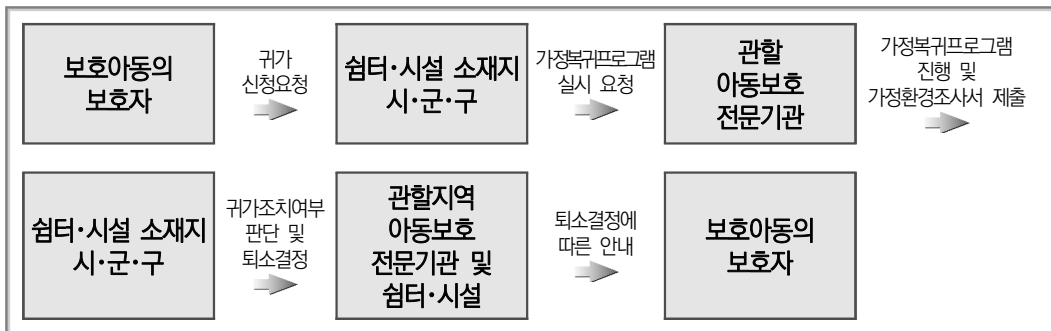 보호아동의
보호자
귀가
신청요청
쉼터·시설 소재지
시·군·구
가정복귀프로그램
실시 요청
관할
아동보호
전문기관
가정복귀프로그램
진행 및
가정환경조사서 제출
쉼터·시설 소재지
시·군·구
귀가조치여부
판단 및
퇴소결정
관할지역
아동보호
전문기관 및
쉼터·시설
퇴소결정에
따른 안내
보호아동의
보호자